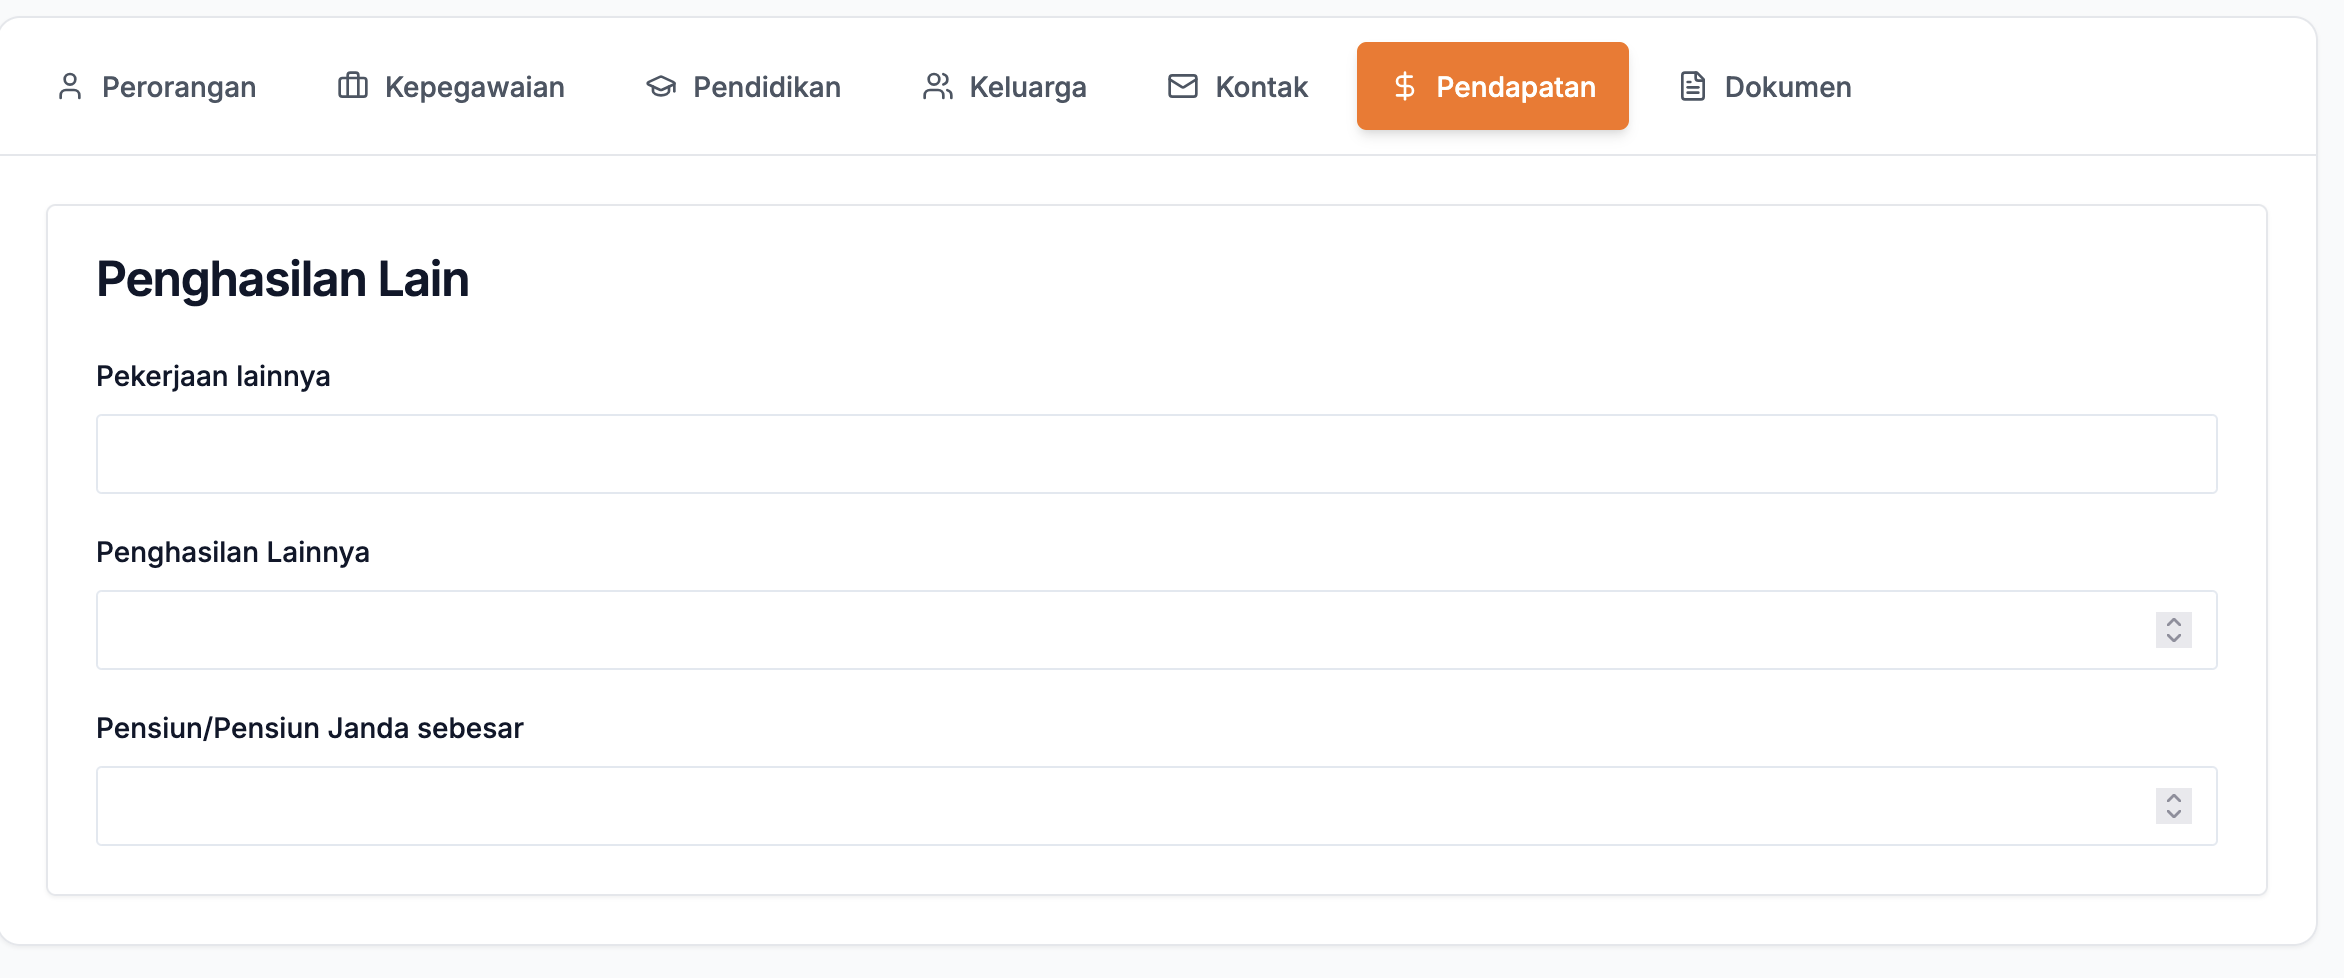 Perorangan Kepegawaian Pendidikan Keluarga Kontak Pendapatan Dokumen
Penghasilan Lain
Pekerjaan lainnya
Penghasilan Lainnya
Pensiun/Pensiun Janda sebesar